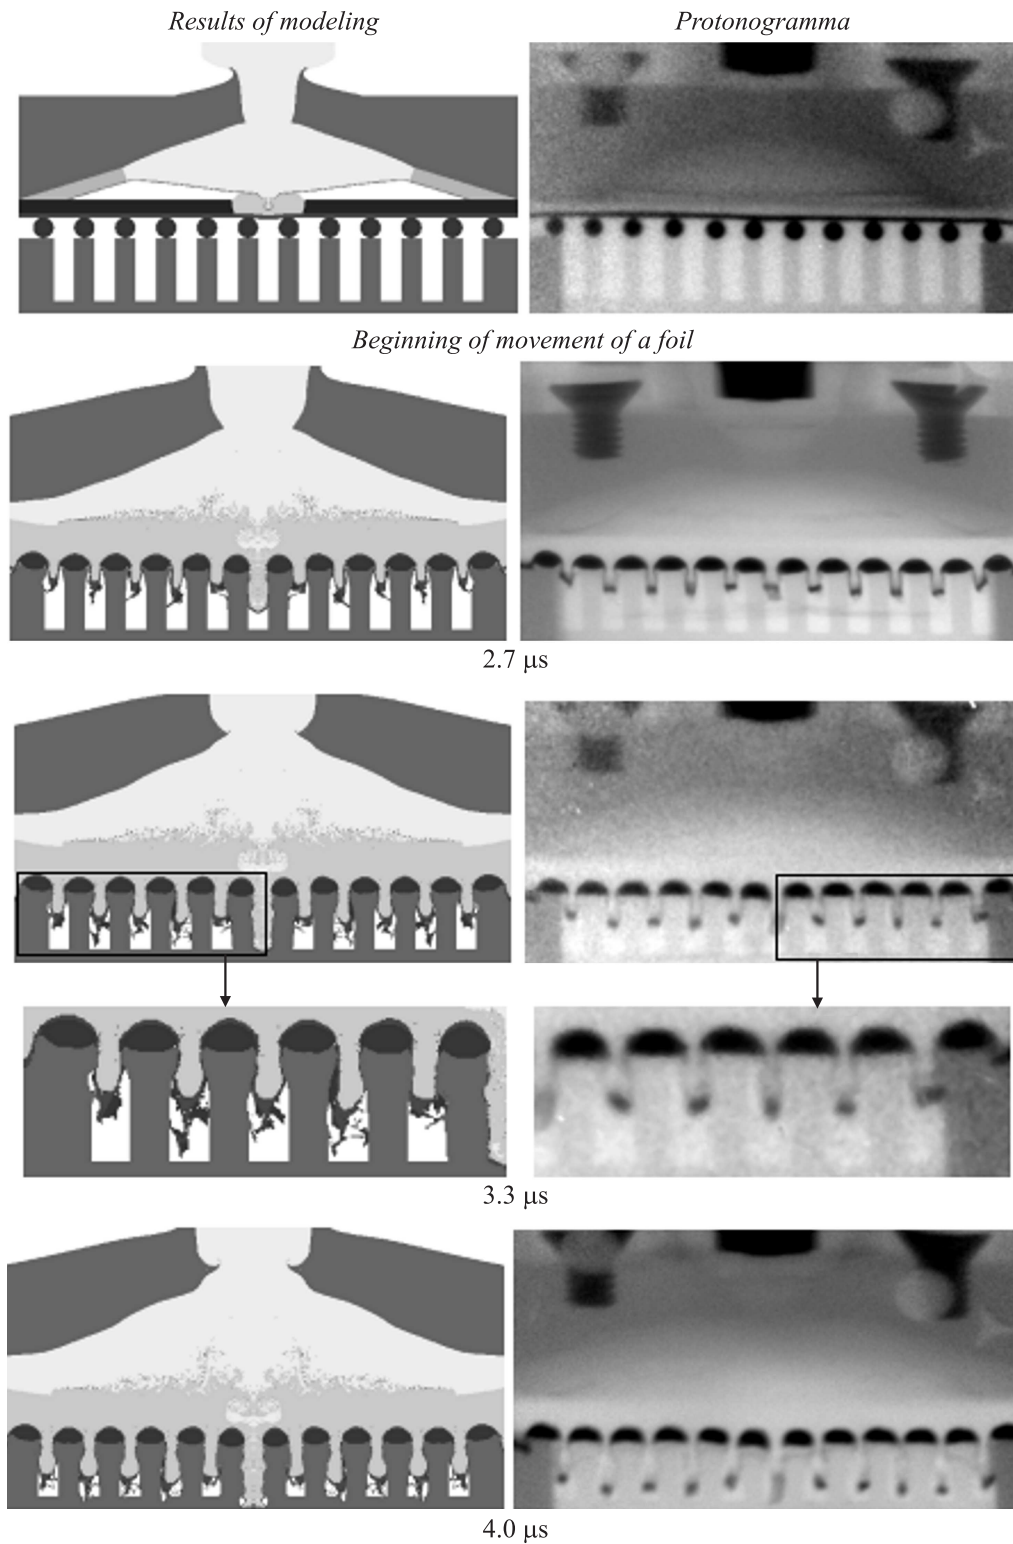 Results of modeling
Protonogramma
Beginning of movement of a foil
2.7 μs
3.3 μs
4.0 μs